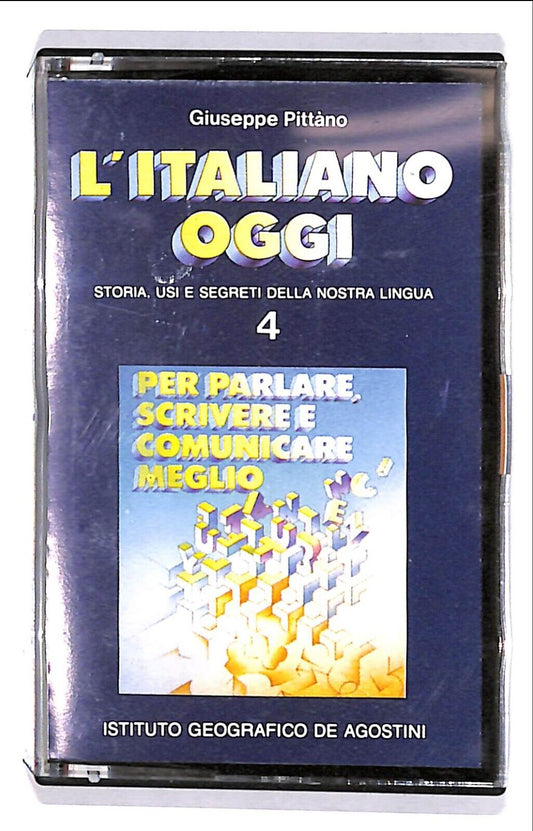 Giuseppe Pittàno
L'ITALIANO
OGGI
STORIA, USI E SEGRETI DELLA NOSTRA LINGUA
4
PER PARLARE,
SCRIVERE E
COMUNICARE
MEGLIO
ISTITUTO GEOGRAFICO DE AGOSTINI